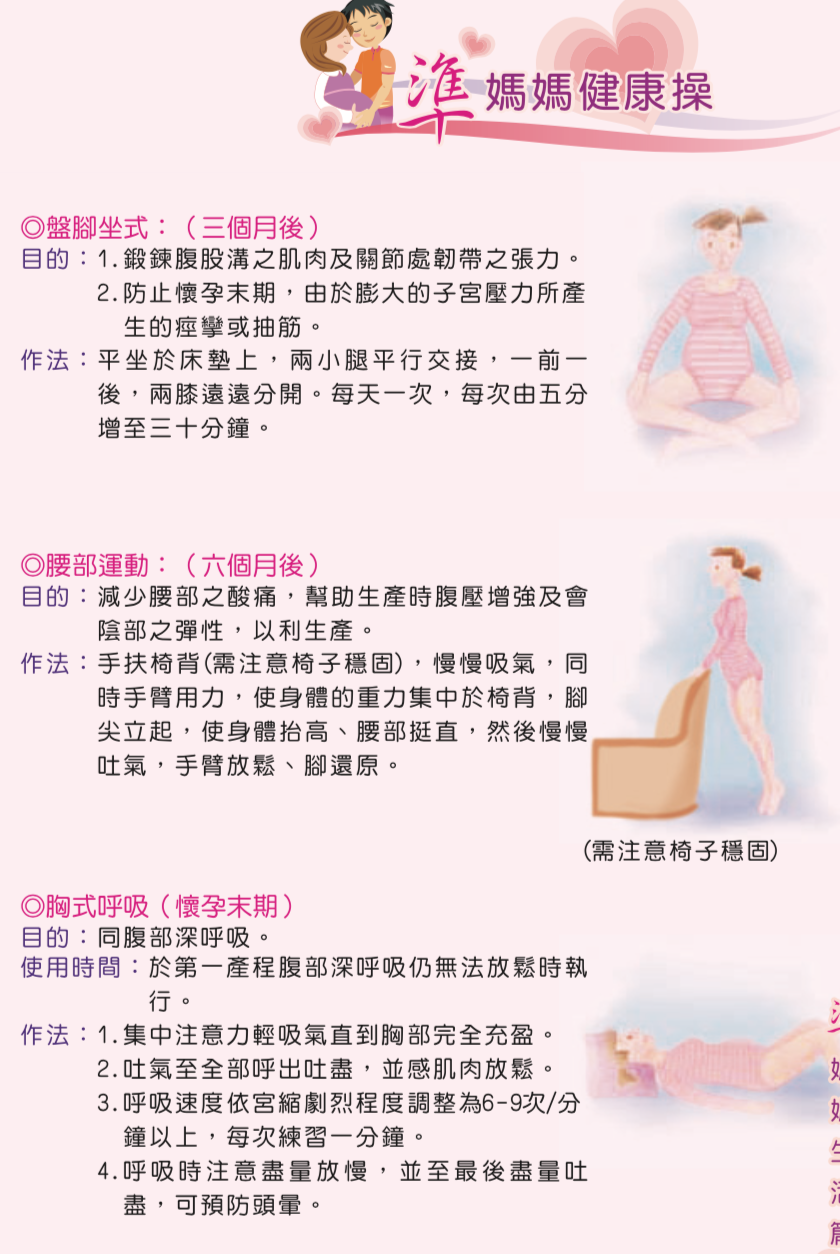 準媽媽健康操
◎盤腳坐式：（三個月後）
目的：1.鍛鍊腹股溝之肌肉及關節處韌帶之張力。
2.防止懷孕末期，由於膨大的子宮壓力所產
生的痙攣或抽筋。
作法：平坐於床墊上，兩小腿平行交接，一前一
後，兩膝遠遠分開。每天一次，每次由五分
增至三十分鐘。
◎腰部運動：（六個月後）
目的：減少腰部之酸痛，幫助生產時腹壓增強及會
陰部之彈性，以利生產。
作法：手扶椅背(需注意椅子穩固)，慢慢吸氣，同
時手臂用力，使身體的重力集中於椅背，腳
尖立起，使身體抬高、腰部挺直，然後慢慢
吐氣，手臂放鬆、腳還原。
(需注意椅子穩固)
◎胸式呼吸（懷孕末期）
目的：同腹部深呼吸。
使用時間：於第一產程腹部深呼吸仍無法放鬆時執
行。
作法：1.集中注意力輕吸氣直到胸部完全充盈。
2.吐氣至全部呼出吐盡，並感肌肉放鬆。
3.呼吸速度依宮縮劇烈程度調整為6-9次/分
鐘以上，每次練習一分鐘。
4.呼吸時注意盡量放慢，並至最後盡量吐
盡，可預防頭暈。